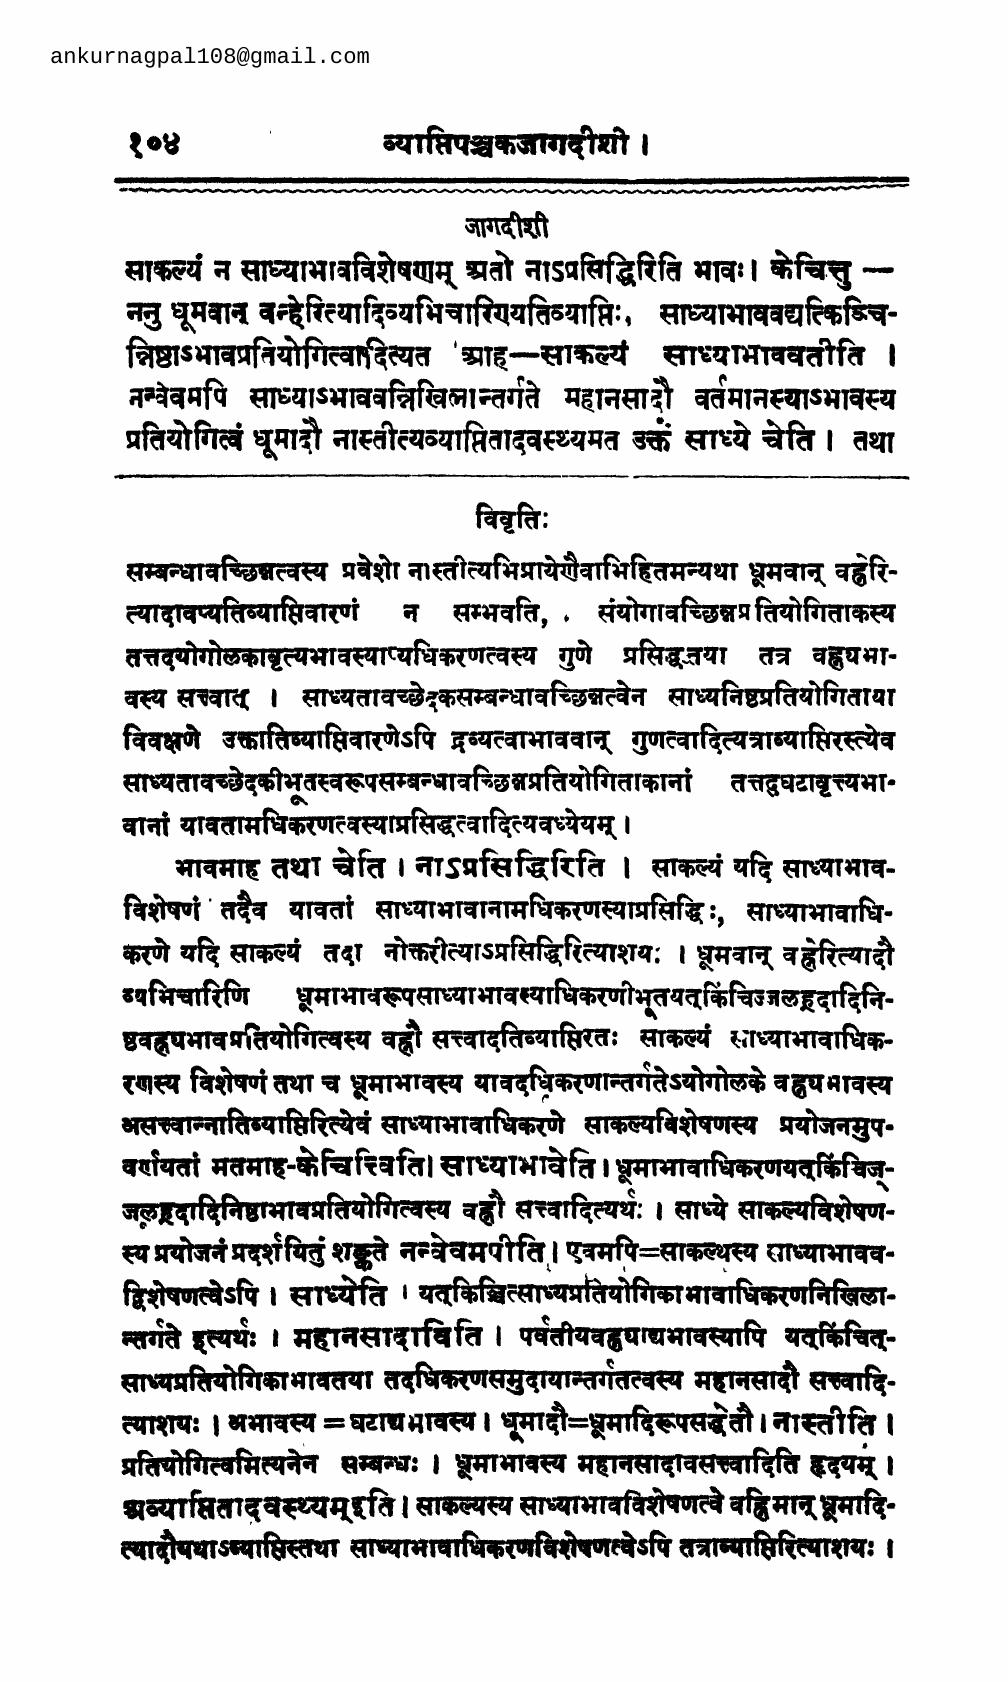 ankurnagpal108@gmail.com
१०४ व्याप्तिपञ्चकजागदीशी ।
जागदीशी
साकल्यं न साध्याभावविशेषणम् अतो नाऽप्रसिद्धिरिति भावः। केचित्तु —
ननु धूमवान् वन्हेरित्यादिव्यभिचारिण्यतिव्याप्तिः, साध्याभाववद्यत्किञ्चि-
न्निष्ठाऽभावप्रतियोगित्वादित्यत आह—साकल्यं साध्याभाववतीति ।
नन्वेवमपि साध्याऽभाववन्निखिलान्तर्गते महानसादौ वर्तमानस्याऽभावस्य
प्रतियोगित्वं धूमादौ नास्तीत्यव्याप्तितादवस्थ्यमत उक्तं साध्ये चेति । तथा
विवृतिः
सम्बन्धावच्छिन्नत्वस्य प्रवेशो नास्तीत्यभिप्रायेणैवाभिहितमन्यथा धूमवान् वह्नेरि-
त्यादावप्यतिव्याप्तिवारणं न सम्भवति, संयोगावच्छिन्नप्रतियोगिताकस्य
तत्तदयोगोलकावृत्यभावस्याप्यधिकरणत्वस्य गुणे प्रसिद्धतया तत्र वह्न्यभा-
वस्य सत्त्वात् । साध्यतावच्छेदकसम्बन्धावच्छिन्नत्वेन साध्यनिष्ठप्रतियोगिताया
विवक्षणे उक्तातिव्याप्तिवारणेऽपि द्रव्यत्वाभाववान् गुणत्वादित्यत्राव्याप्तिरस्त्येव
साध्यतावच्छेदकीभूतस्वरूपसम्बन्धावच्छिन्नप्रतियोगिताकानां तत्तद्घटावृत्त्यभा-
वानां यावतामधिकरणत्वस्याप्रसिद्धत्वादित्यवध्येयम् ।
भावमाह तथा चेति । नाऽप्रसिद्धिरिति । साकल्यं यदि साध्याभाव-
विशेषणं तदैव यावतां साध्याभावानामधिकरणस्याप्रसिद्धिः, साध्याभावाधि-
करणे यदि साकल्यं तदा नोक्तरीत्याऽप्रसिद्धिरित्याशयः । धूमवान् वह्नेरित्यादौ
व्यभिचारिणि धूमाभावरूपसाध्याभावस्याधिकरणीभूतयत्किंचिज्जलह्रदादिनि-
ष्ठवह्न्यभावप्रतियोगित्वस्य वह्नौ सत्त्वादतिव्याप्तिरतः साकल्यं साध्याभावाधिक-
रणस्य विशेषणं तथा च धूमाभावस्य यावदधिकरणान्तर्गतेऽयोगोलके वह्न्यभावस्य
असत्त्वान्नातिव्याप्तिरित्येवं साध्याभावाधिकरणे साकल्यविशेषणस्य प्रयोजनमुप-
वर्णयतां मतमाह-केचित्त्विति। साध्याभावेति । धूमाभावाधिकरणयत्किंचिज्-
जलह्रदादिनिष्ठाभावप्रतियोगित्वस्य वह्नौ सत्त्वादित्यर्थः । साध्ये साकल्यविशेषण-
स्य प्रयोजनं प्रदर्शयितुं शङ्कते नन्वेवमपीति । एवमपि=साकल्यस्य साध्याभावव-
द्विशेषणत्वेऽपि । साध्येति । यत्किञ्चित्साध्यप्रतियोगिकाभावाधिकरणनिखिला-
न्तर्गते इत्यर्थः । महानसादाविति । पर्वतीयवह्न्याद्यभावस्यापि यत्किंचित्-
साध्यप्रतियोगिकाभावतया तदधिकरणसमुदायान्तर्गतत्वस्य महानसादौ सत्त्वादि-
त्याशयः । अभावस्य = घटाद्यभावस्य । धूमादौ=धूमादिरूपसद्धेतौ । नास्तीति ।
प्रतियोगित्वमित्यनेन सम्बन्धः । धूमाभावस्य महानसादावसत्त्वादिति हृदयम् ।
अव्याप्तितादवस्थ्यम्इति । साकल्यस्य साध्याभावविशेषणत्वे वह्निमान् धूमादि-
त्यादौयथाऽव्याप्तिस्तथा साध्याभावाधिकरणविशेषणत्वेऽपि तत्राव्याप्तिरित्याशयः ।